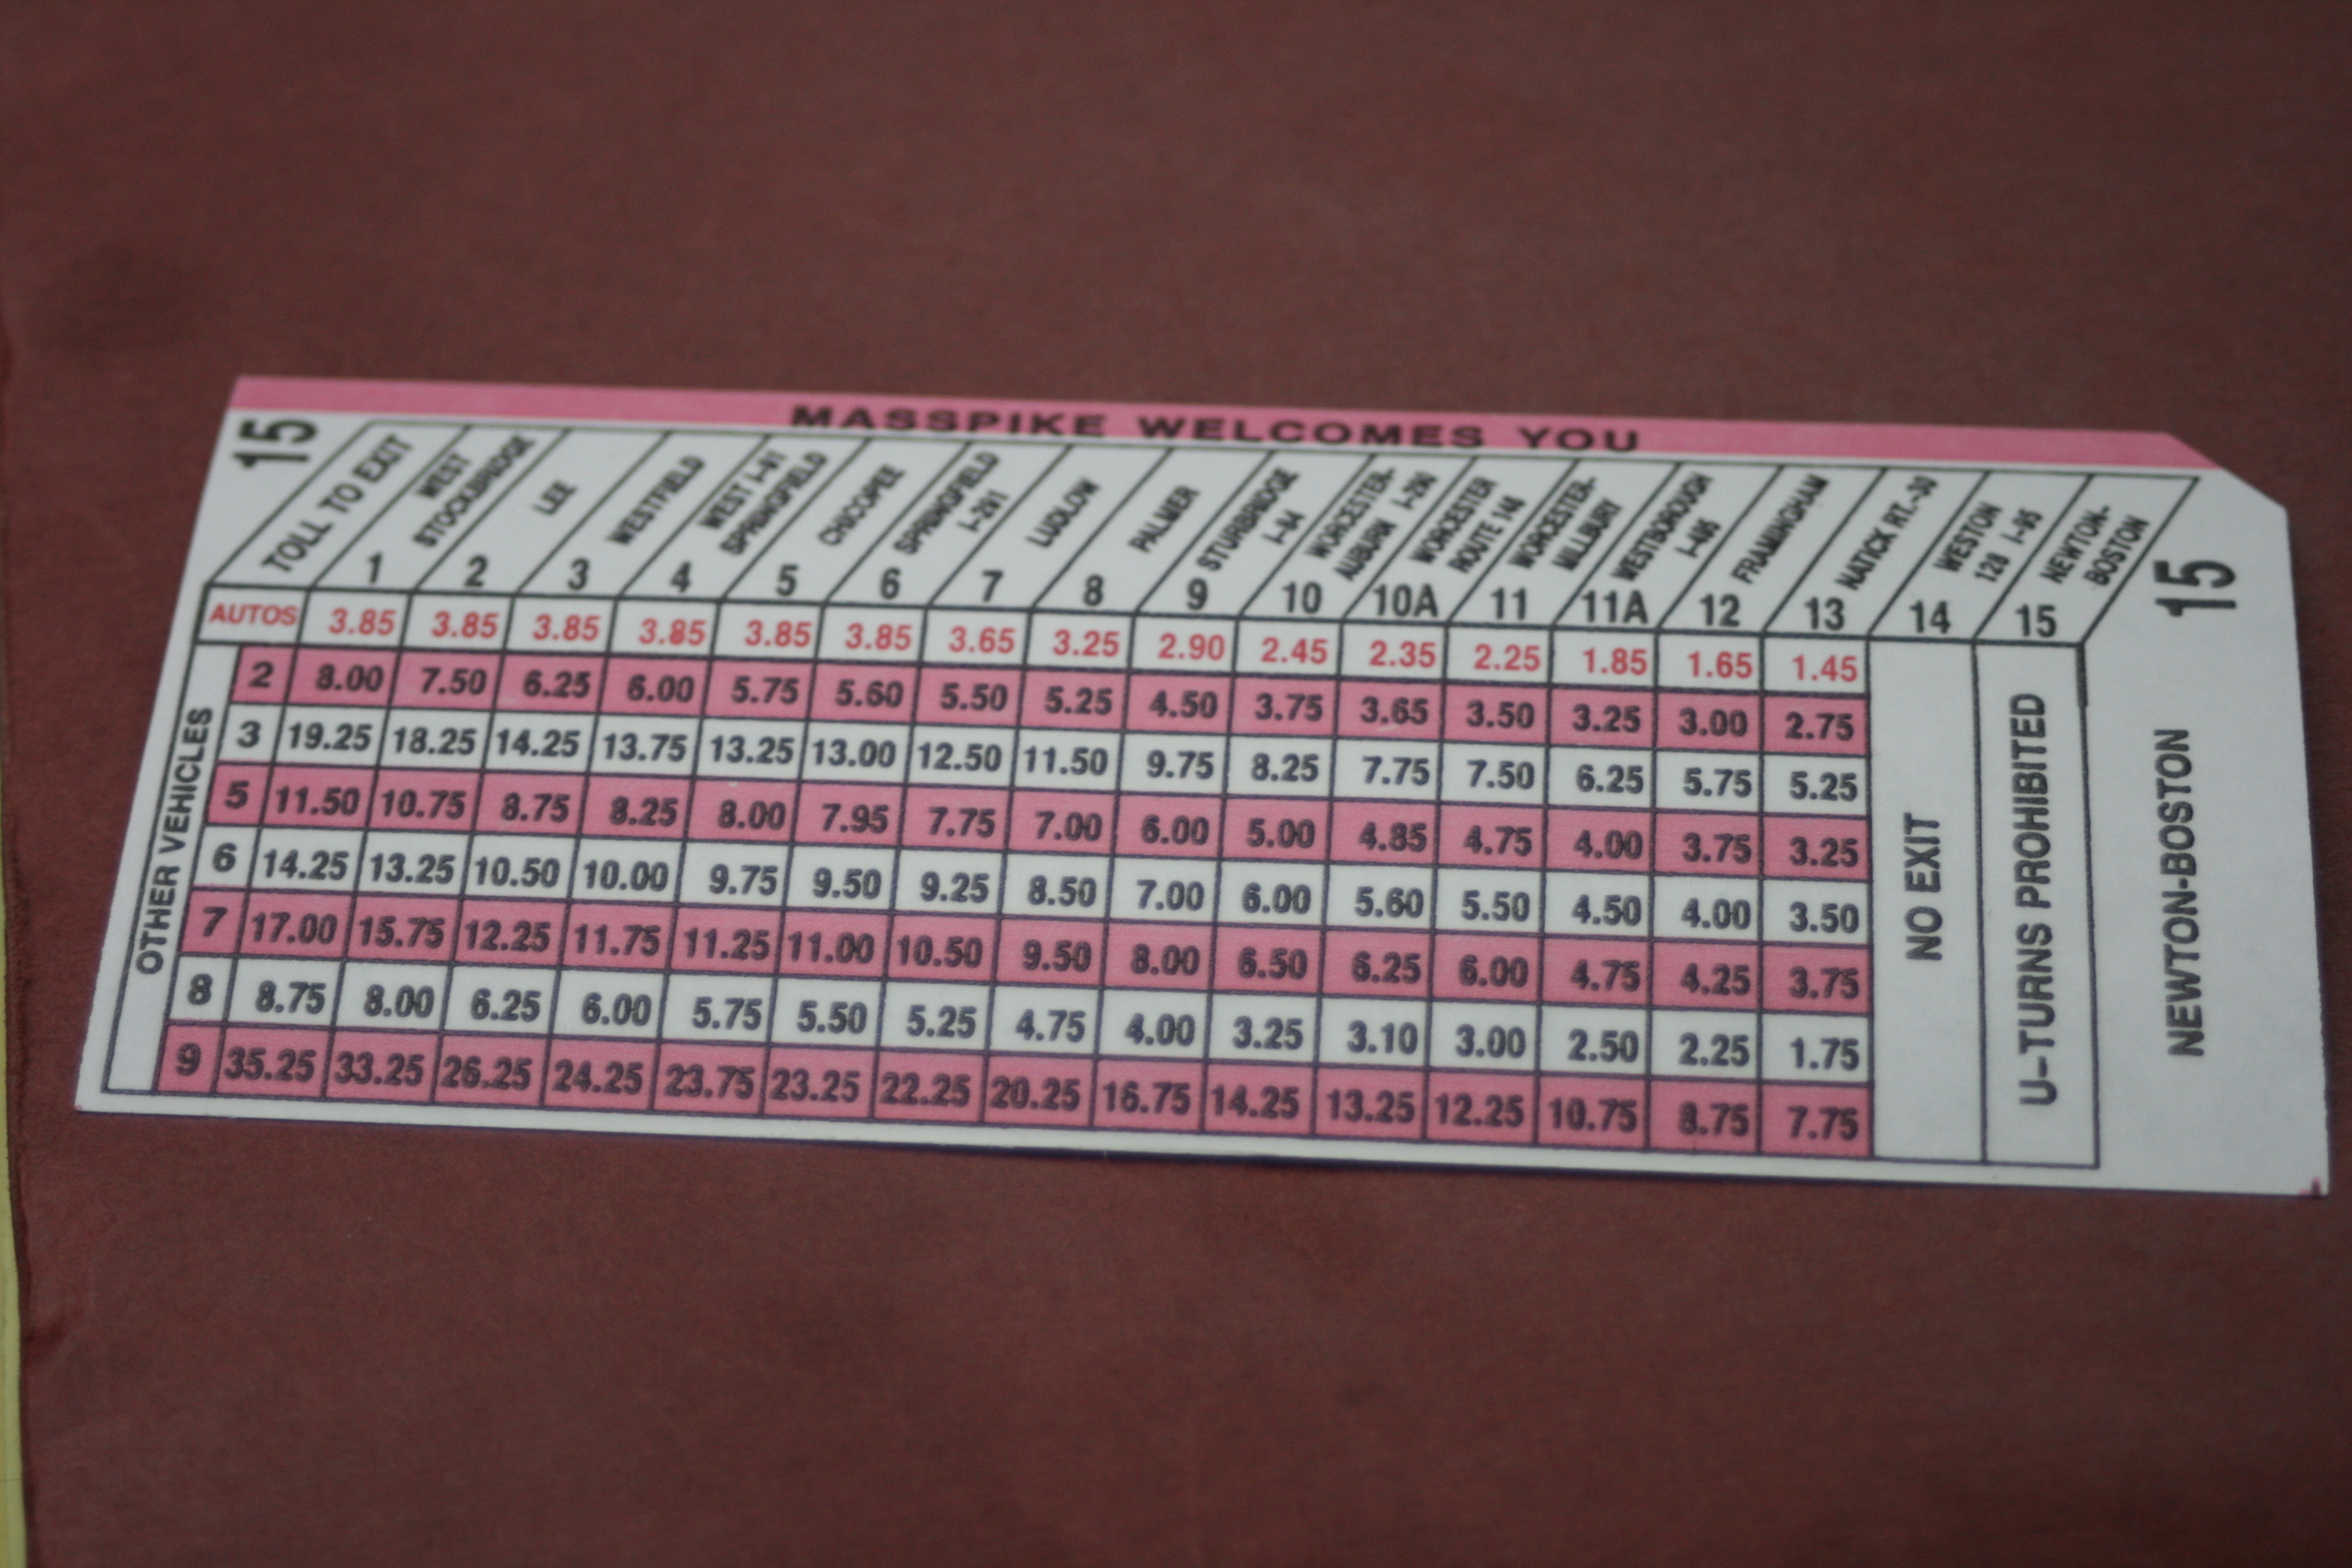 MASSPIKE WELCOMES YOU
15
TOLL TO EXIT
1 WEST STOCKBRIDGE
2 LEE
3 WESTFIELD
4 WEST I-91 SPRINGFIELD
5 CHICOPEE
6 SPRINGFIELD I-291
7 LUDLOW
8 PALMER
9 STURBRIDGE I-84
10 WORCESTER-AUBURN I-290
10A WORCESTER ROUTE 146
11 WORCESTER-MILLBURY
11A WESTBOROUGH I-495
12 FRAMINGHAM
13 NATICK RT.-30
14 WESTON 128 I-95
15 NEWTON-BOSTON
AUTOS 3.85 3.85 3.85 3.85 3.85 3.85 3.65 3.25 2.90 2.45 2.35 2.25 1.85 1.65 1.45
OTHER VEHICLES
2 8.00 7.50 6.25 6.00 5.75 5.60 5.50 5.25 4.50 3.75 3.65 3.50 3.25 3.00 2.75
3 19.25 18.25 14.25 13.75 13.25 13.00 12.50 11.50 9.75 8.25 7.75 7.50 6.25 5.75 5.25
5 11.50 10.75 8.75 8.25 8.00 7.95 7.75 7.00 6.00 5.00 4.85 4.75 4.00 3.75 3.25
6 14.25 13.25 10.50 10.00 9.75 9.50 9.25 8.50 7.00 6.00 5.60 5.50 4.50 4.00 3.50
7 17.00 15.75 12.25 11.75 11.25 11.00 10.50 9.50 8.00 6.50 6.25 6.00 4.75 4.25 3.75
8 8.75 8.00 6.25 6.00 5.75 5.50 5.25 4.75 4.00 3.25 3.10 3.00 2.50 2.25 1.75
9 35.25 33.25 26.25 24.25 23.75 23.25 22.25 20.25 16.75 14.25 13.25 12.25 10.75 8.75 7.75
NO EXIT
U-TURNS PROHIBITED
15
NEWTON-BOSTON